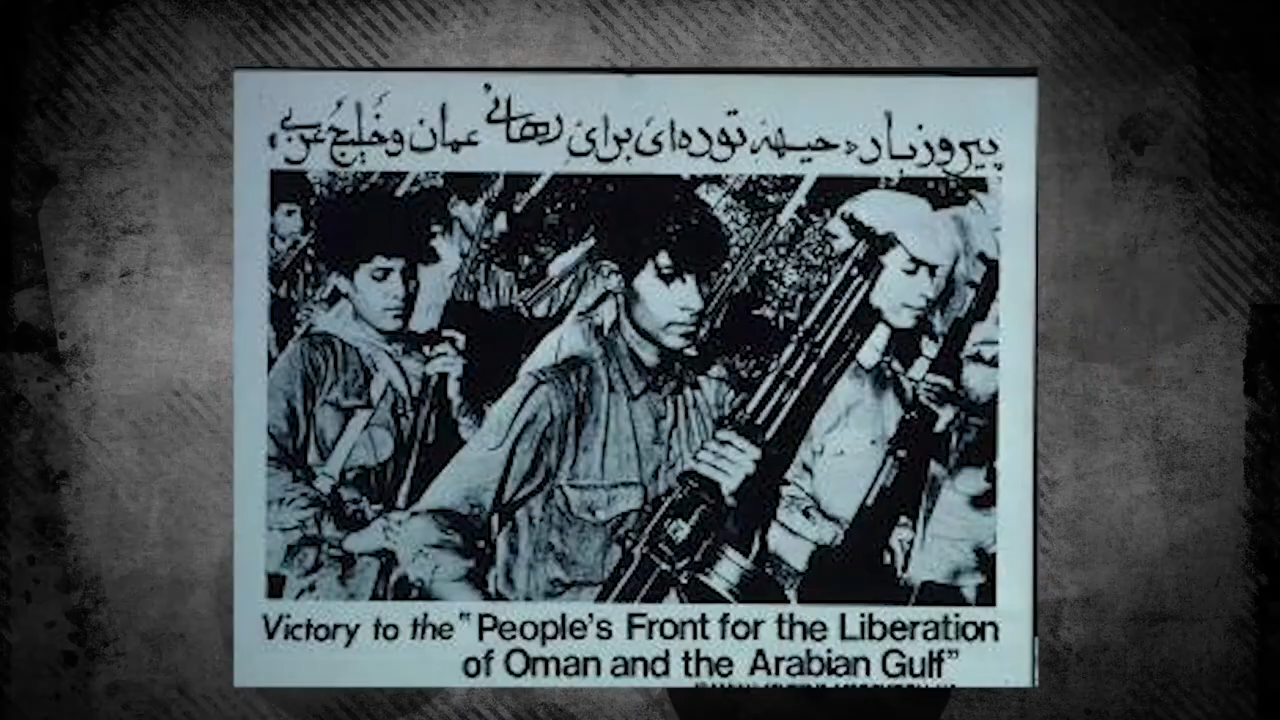 پیروز باد «جبهه توده‌ای برای رهائی عمان و خلیج عربی»
Victory to the "People's Front for the Liberation
of Oman and the Arabian Gulf"